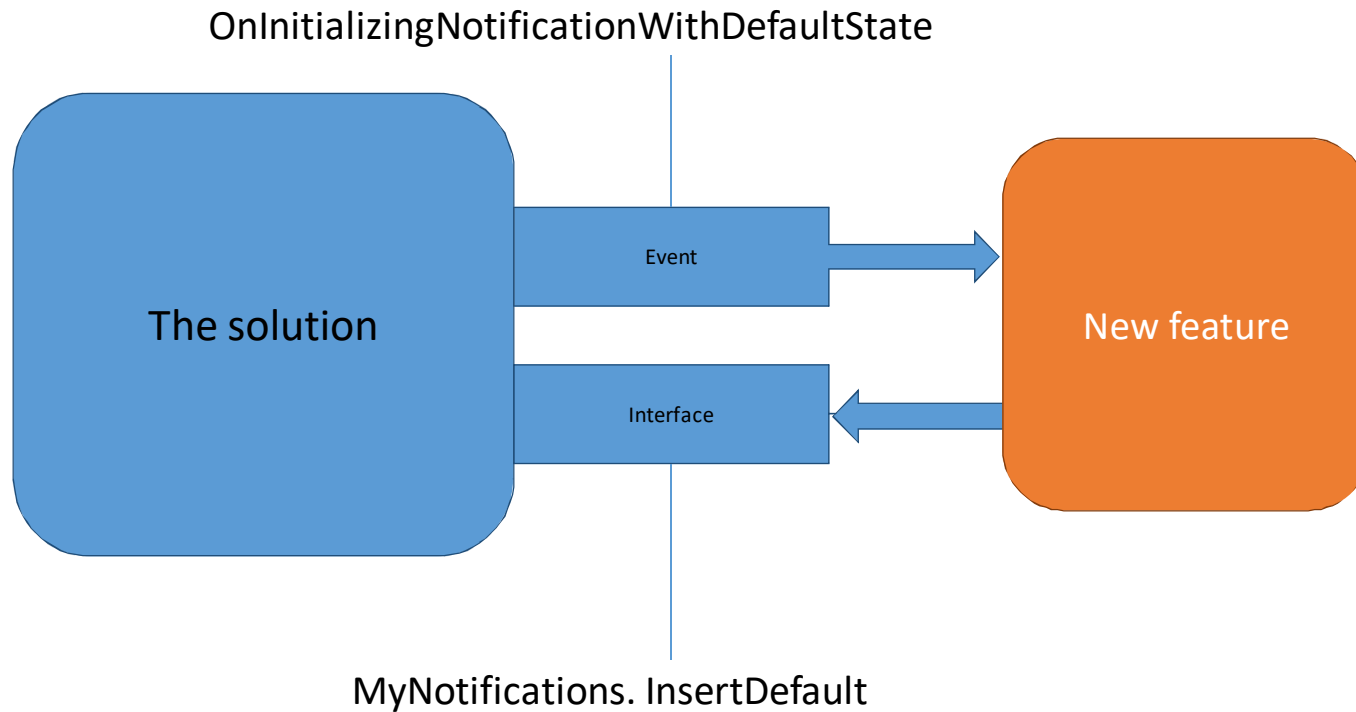 OnInitializingNotificationWithDefaultState
Event
The solution
New feature
Interface
MyNotifications. InsertDefault